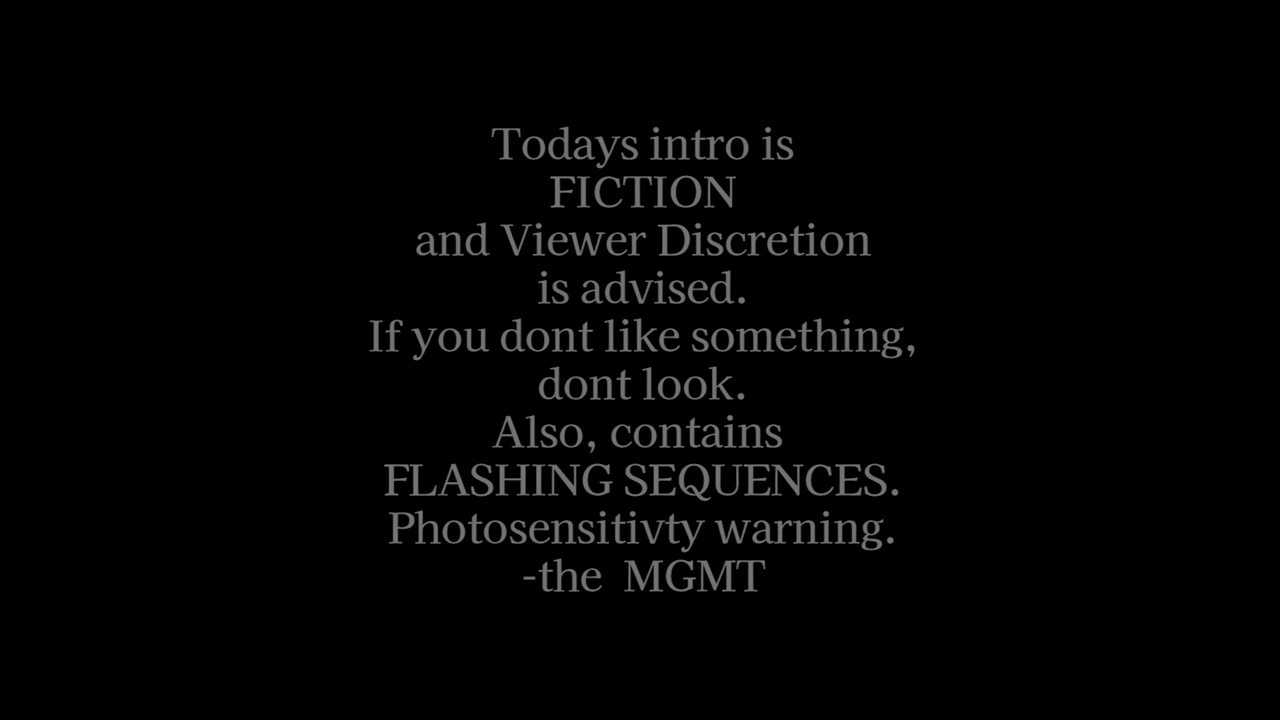 Todays intro is
FICTION
and Viewer Discretion
is advised.
If you dont like something,
dont look.
Also, contains
FLASHING SEQUENCES.
Photosensitivty warning.
-the  MGMT